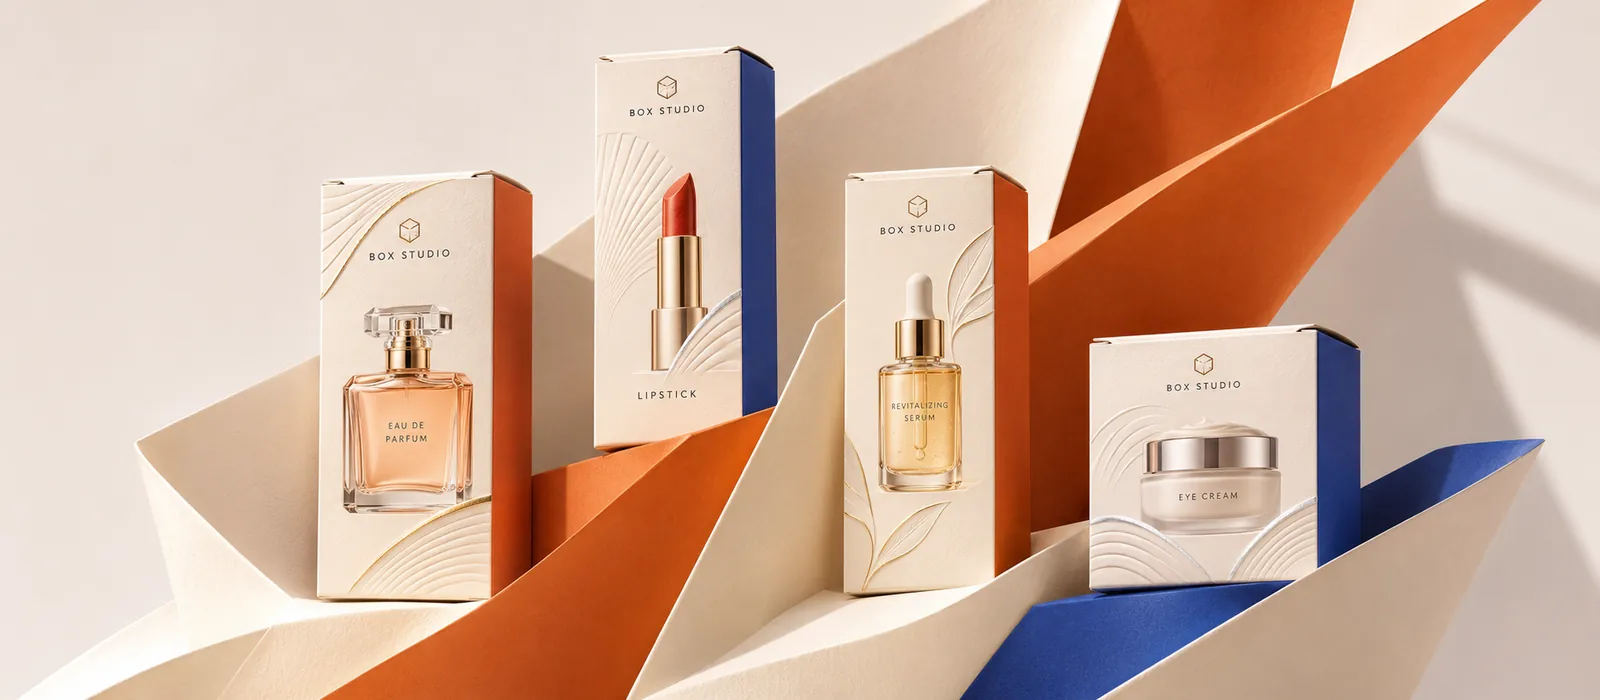 BOX STUDIO
EAU DE
PARFUM
BOX STUDIO
LIPSTICK
BOX STUDIO
REVITALIZING
SERUM
BOX STUDIO
EYE CREAM